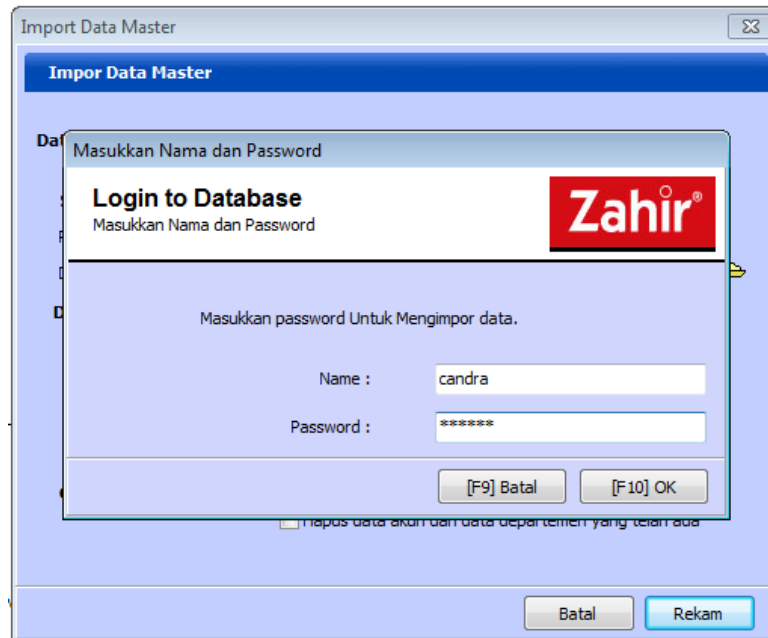 Import Data Master
Impor Data Master
Masukkan Nama dan Password
Login to Database
Masukkan Nama dan Password
Zahir®
Masukkan password Untuk Mengimpor data.
Name :
candra
Password :
******
[F9] Batal
[F10] OK
Hapus data akun dan data departemen yang telah ada
Batal
Rekam